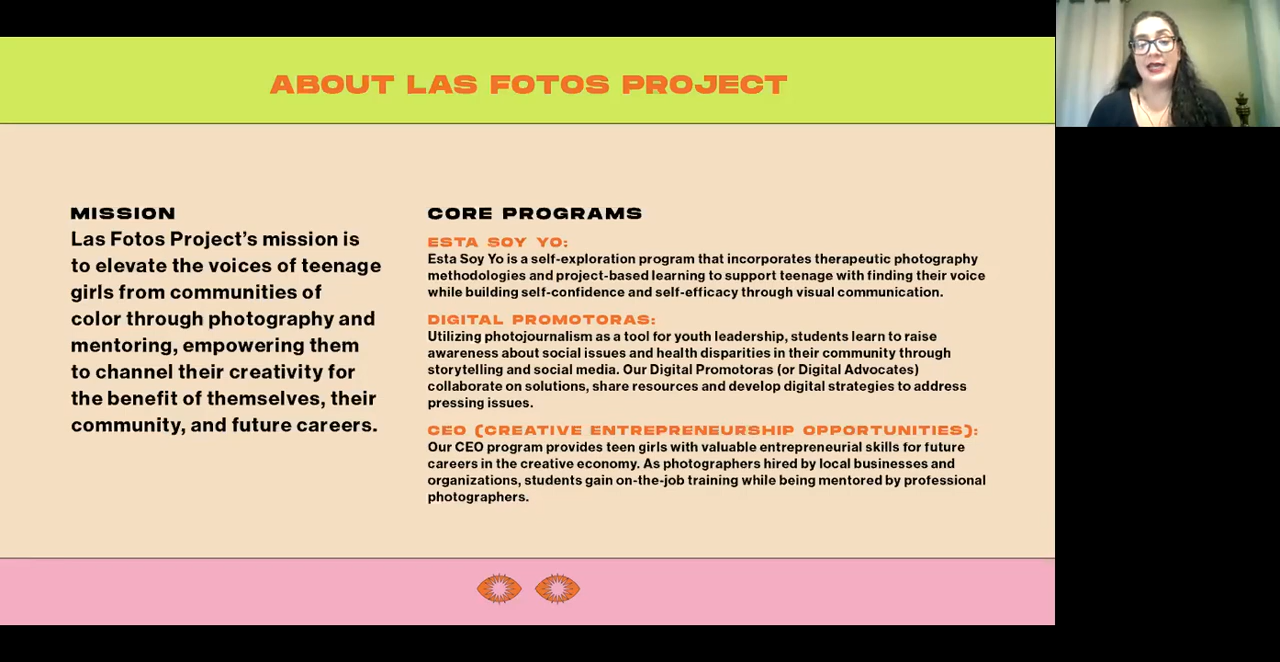 ABOUT LAS FOTOS PROJECT
MISSION
Las Fotos Project’s mission is
to elevate the voices of teenage
girls from communities of
color through photography and
mentoring, empowering them
to channel their creativity for
the benefit of themselves, their
community, and future careers.
CORE PROGRAMS
ESTA SOY YO:
Esta Soy Yo is a self-exploration program that incorporates therapeutic photography
methodologies and project-based learning to support teenage with finding their voice
while building self-confidence and self-efficacy through visual communication.
DIGITAL PROMOTORAS:
Utilizing photojournalism as a tool for youth leadership, students learn to raise
awareness about social issues and health disparities in their community through
storytelling and social media. Our Digital Promotoras (or Digital Advocates)
collaborate on solutions, share resources and develop digital strategies to address
pressing issues.
CEO (CREATIVE ENTREPRENEURSHIP OPPORTUNITIES):
Our CEO program provides teen girls with valuable entrepreneurial skills for future
careers in the creative economy. As photographers hired by local businesses and
organizations, students gain on-the-job training while being mentored by professional
photographers.